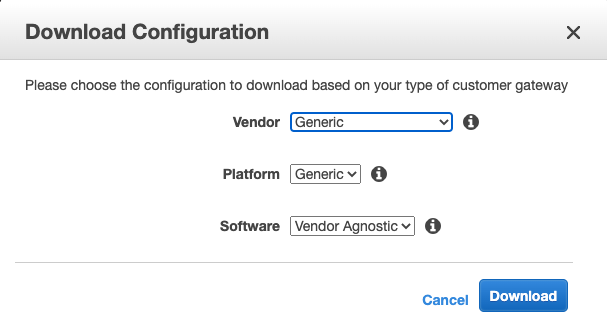 Download Configuration
Please choose the configuration to download based on your type of customer gateway
Vendor Generic
Platform Generic
Software Vendor Agnostic
Cancel Download